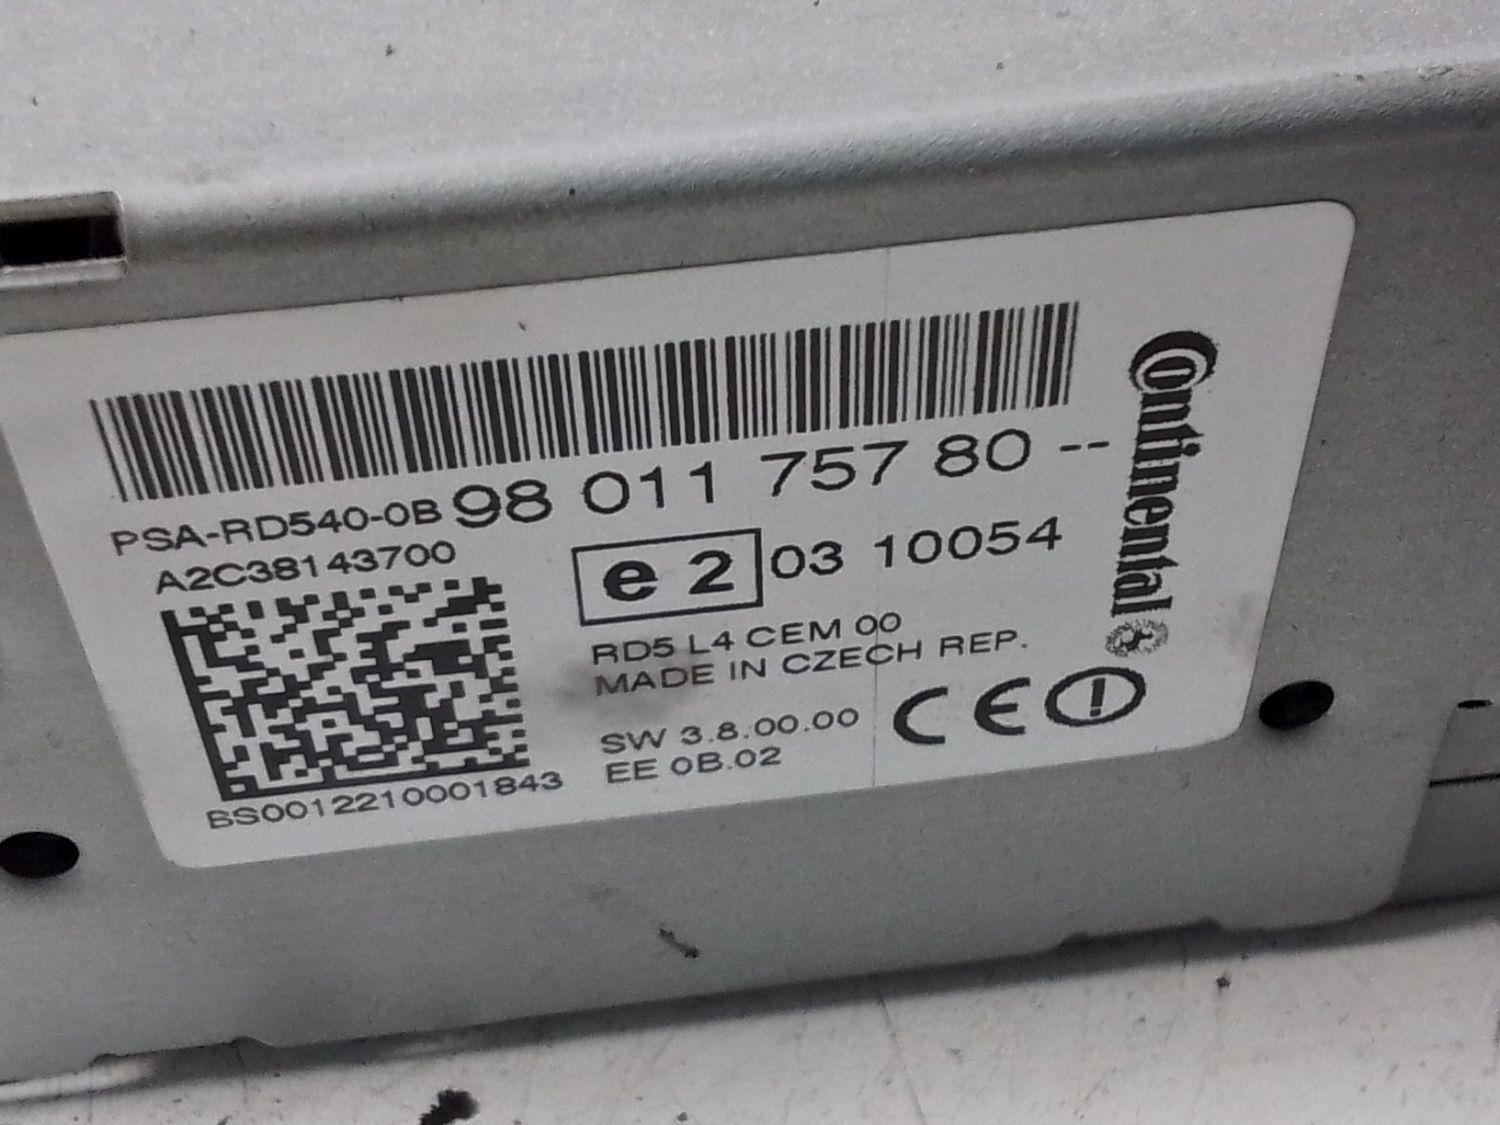 98 011 757 80 --
PSA-RD540-0B
A2C38143700
e 2 03 10054
RD5 L4 CEM 00
MADE IN CZECH REP.
SW 3.8.00.00
EE 0B.02
CE
BS0012210001843
Continental